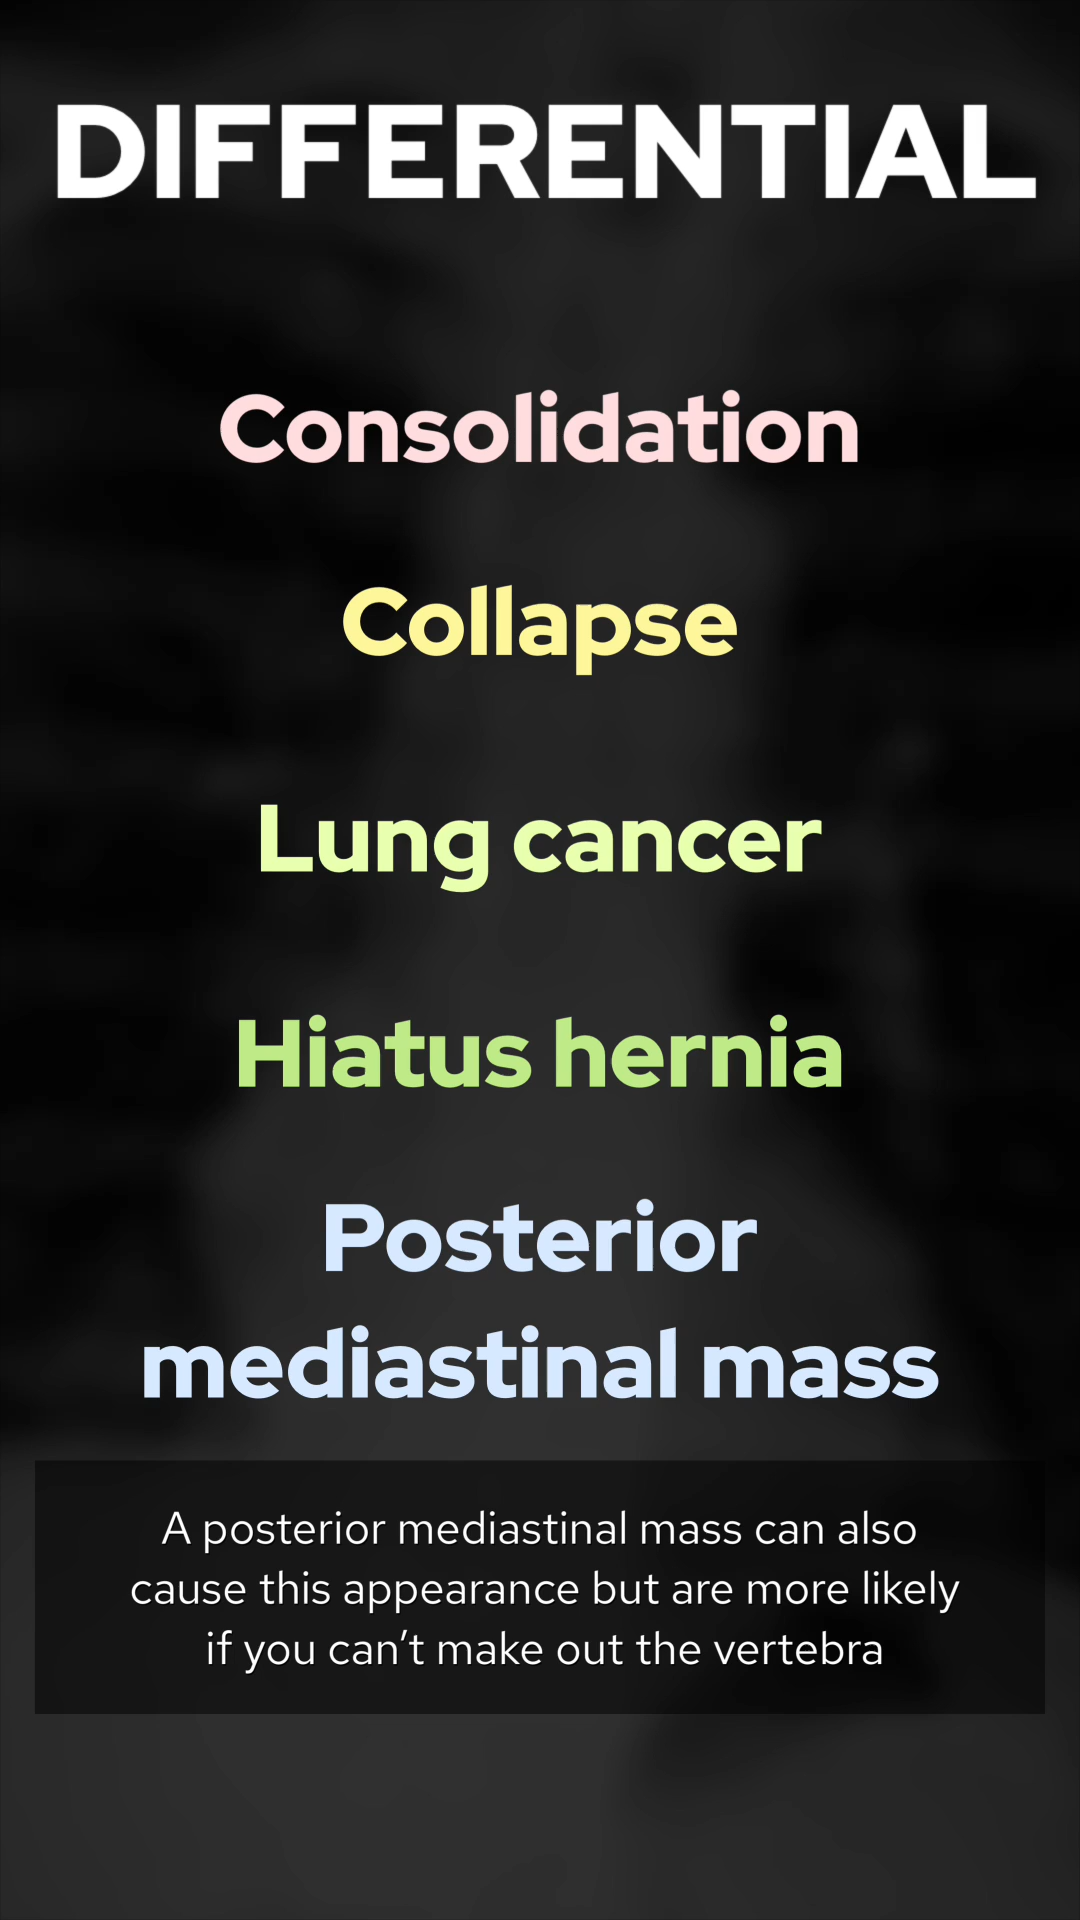 DIFFERENTIAL
Consolidation
Collapse
Lung cancer
Hiatus hernia
Posterior
mediastinal mass
A posterior mediastinal mass can also
cause this appearance but are more likely
if you can’t make out the vertebra